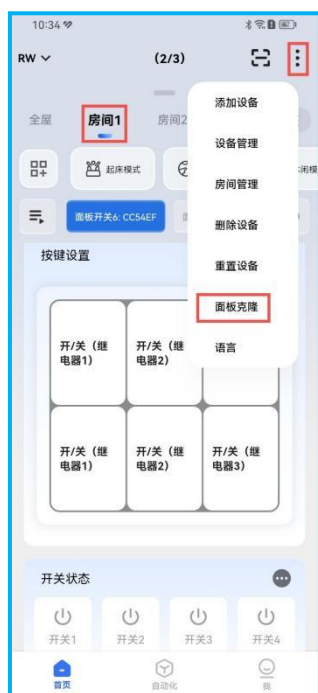 10:34
RW
(2/3)
添加设备
全屋
房间1
房间2
设备管理
起床模式
闲模
房间管理
面板开关6: CC54EF
删除设备
按键设置
重置设备
面板克隆
语言
开/关（继
电器1）
开/关（继
电器2）
开/关（继
电器1）
开/关（继
电器2）
开/关（继
电器3）
开关状态
开关1
开关2
开关3
开关4
首页
自动化
我